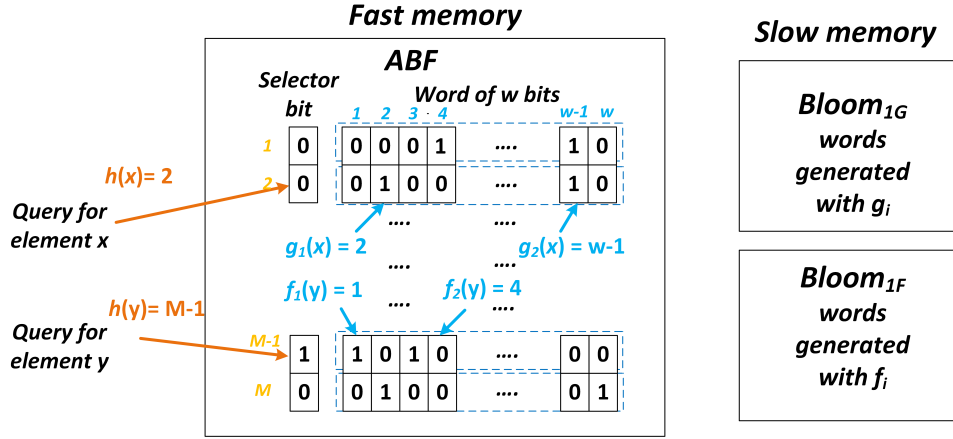 Fast memory
Slow memory
ABF
Selector
bit
Word of w bits
1 2 3 4 w-1 w
1 0 0 0 0 1 .... 1 0
h(x)= 2
2 0 0 1 0 0 .... 1 0
Query for
element x
.... ....
g1(x) = 2 g2(x) = w-1
.... ....
f1(y) = 1 f2(y) = 4
h(y)= M-1
.... ....
Query for
element y
M-1 1 1 0 1 0 .... 0 0
M 0 0 1 0 0 .... 0 1
Bloom1G
words
generated
with gi
Bloom1F
words
generated
with fi